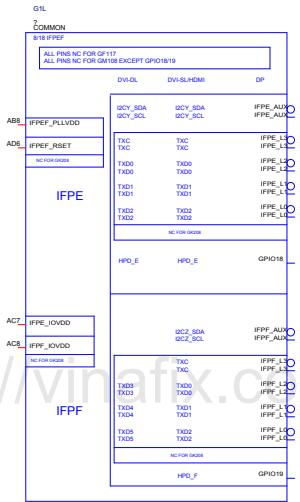 G1L
?
COMMON
8/18 IFPEF
ALL PINS NC FOR GF117
ALL PINS NC FOR GM108 EXCEPT GPIO18/19
DVI-DL DVI-SL/HDMI DP
I2CY_SDA I2CY_SDA IFPE_AUX
I2CY_SCL I2CY_SCL IFPE_AUX
AB8 IFPEF_PLLVDD
TXC TXC IFPE_L3
TXC TXC IFPE_L3
AD6 IFPEF_RSET
NC FOR GK208
TXD0 TXD0 IFPE_L2
TXD0 TXD0 IFPE_L2
TXD1 TXD1 IFPE_L1
TXD1 TXD1 IFPE_L1
IFPE
TXD2 TXD2 IFPE_L0
TXD2 TXD2 IFPE_L0
NC FOR GK208
HPD_E HPD_E GPIO18
AC7 IFPE_IOVDD
I2CZ_SDA IFPF_AUX
I2CZ_SCL IFPF_AUX
AC8 IFPF_IOVDD
NC FOR GK208
TXC IFPF_L3
TXC IFPF_L3
TXD3 TXD0 IFPF_L2
TXD3 TXD0 IFPF_L2
IFPF
TXD4 TXD1 IFPF_L1
TXD4 TXD1 IFPF_L1
TXD5 TXD2 IFPF_L0
TXD5 TXD2 IFPF_L0
NC FOR GK208
HPD_F GPIO19
//vinafix.co